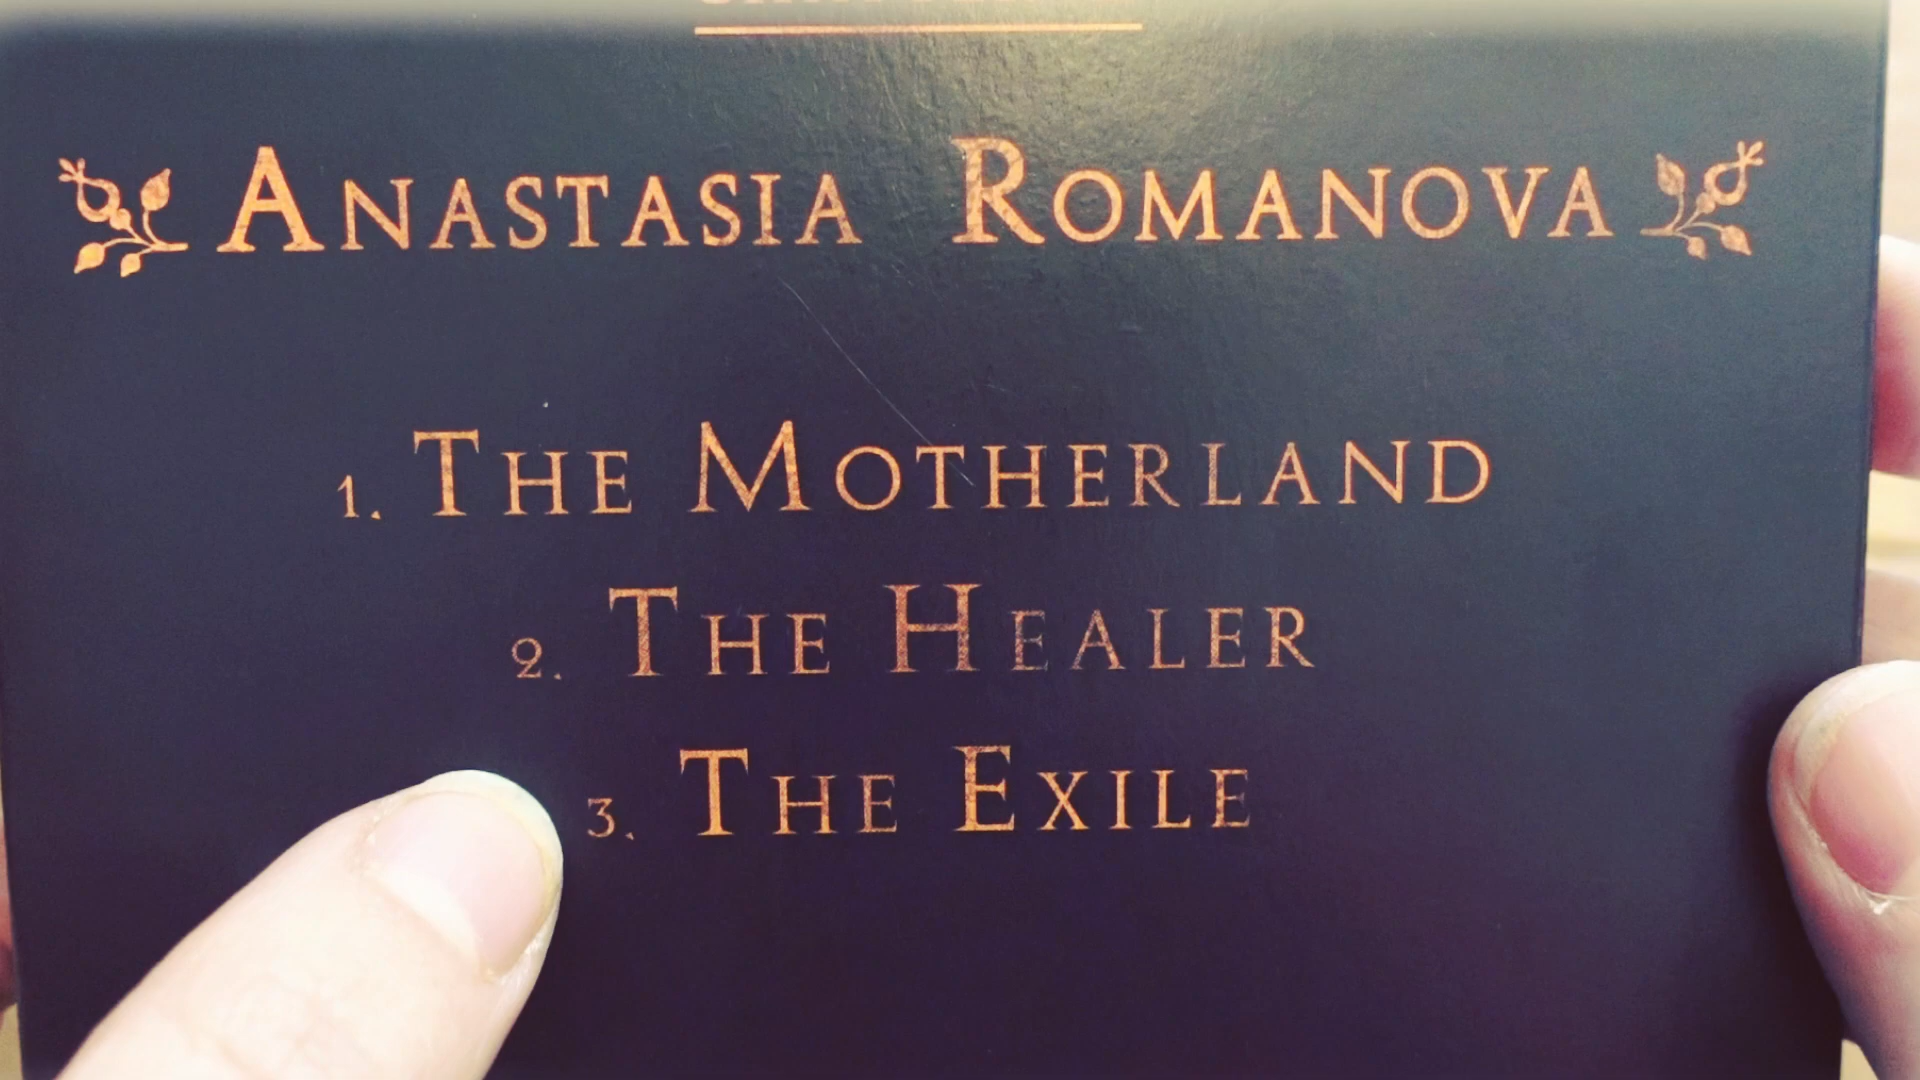 Anastasia Romanova
1. The Motherland
2. The Healer
3. The Exile